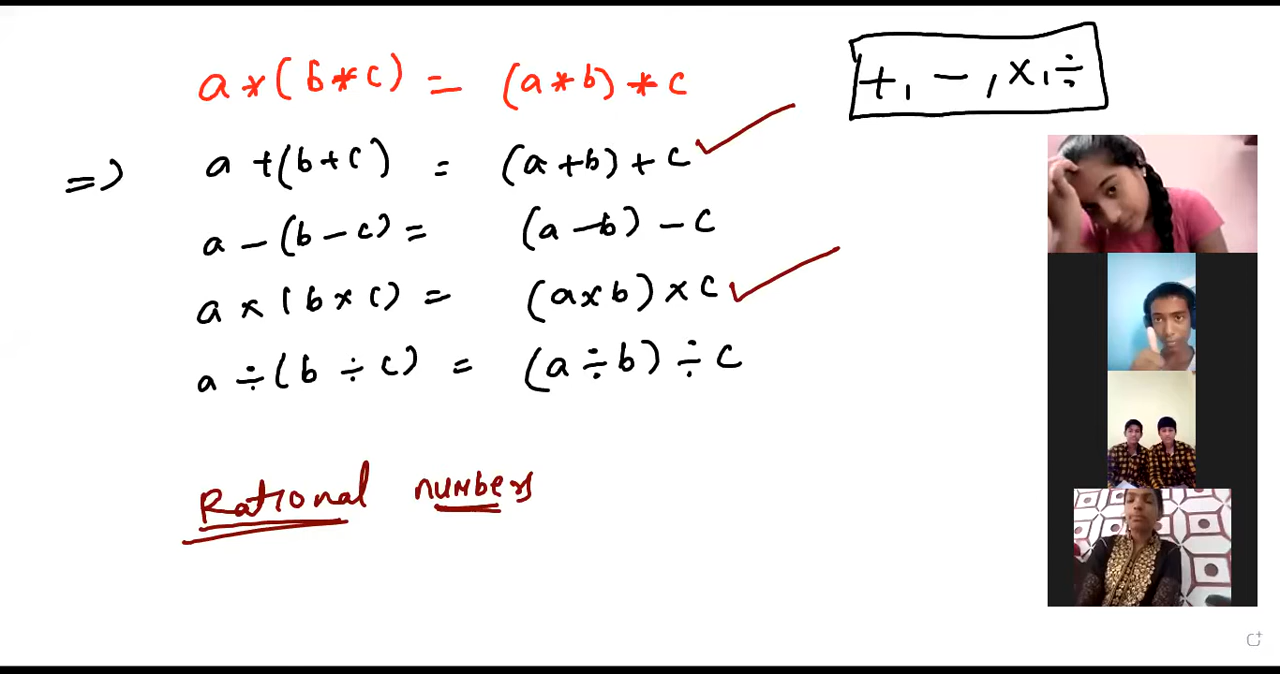 a * ( b * c ) = ( a * b ) * c
+, - , ×, ÷
=> a + ( b + c ) = ( a + b ) + c ✓
a - ( b - c ) = ( a - b ) - c
a × ( b × c ) = ( a × b ) × c ✓
a ÷ ( b ÷ c ) = ( a ÷ b ) ÷ c
Rational numbers